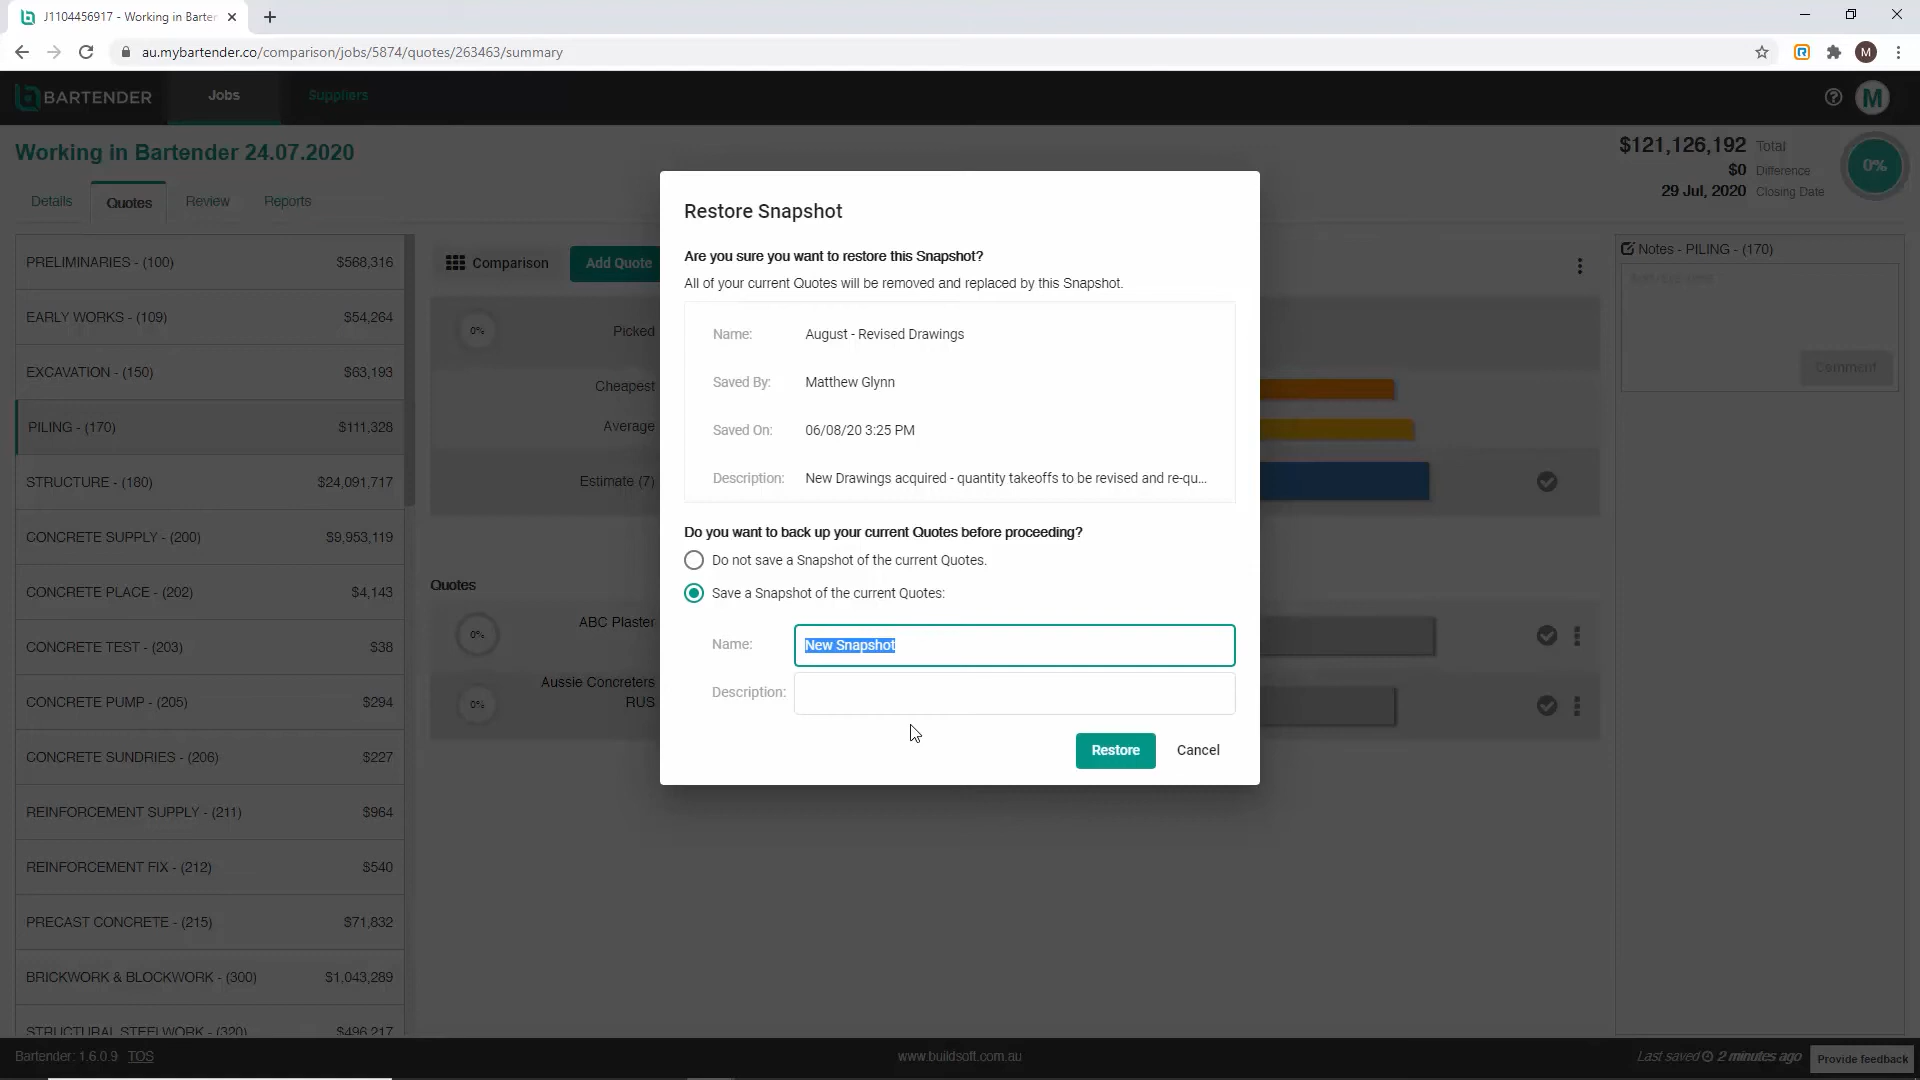 J1104456917 - Working in Barter
au.mybartender.co/comparison/jobs/5874/quotes/263463/summary
M
BARTENDER
Jobs
Suppliers
M
Working in Bartender 24.07.2020
$121,126,192 Total
$0 Difference
29 Jul, 2020 Closing Date
0%
Details
Quotes
Review
Reports
PRELIMINARIES - (100) $568,316
EARLY WORKS - (109) $54,264
EXCAVATION - (150) $63,193
PILING - (170) $111,328
STRUCTURE - (180) $24,091,717
CONCRETE SUPPLY - (200) $9,953,119
CONCRETE PLACE - (202) $4,143
CONCRETE TEST - (203) $38
CONCRETE PUMP - (205) $294
CONCRETE SUNDRIES - (206) $227
REINFORCEMENT SUPPLY - (211) $964
REINFORCEMENT FIX - (212) $540
PRECAST CONCRETE - (215) $71,832
BRICKWORK & BLOCKWORK - (300) $1,043,289
STRUCTURAL STEELWORK - (320) $496,217
Comparison
Add Quote
0%
Picked
Cheapest
Average
Estimate (7)
Quotes
0%
ABC Plaster
0%
Aussie Concreters
RUS
Restore Snapshot
Are you sure you want to restore this Snapshot?
All of your current Quotes will be removed and replaced by this Snapshot.
Name: August - Revised Drawings
Saved By: Matthew Glynn
Saved On: 06/08/20 3:25 PM
Description: New Drawings acquired - quantity takeoffs to be revised and re-qu...
Do you want to back up your current Quotes before proceeding?
Do not save a Snapshot of the current Quotes.
Save a Snapshot of the current Quotes:
Name: New Snapshot
Description:
Restore
Cancel
Notes - PILING - (170)
Comment
Bartender: 1.6.0.9 TOS
www.buildsoft.com.au
Last saved 2 minutes ago
Provide feedback